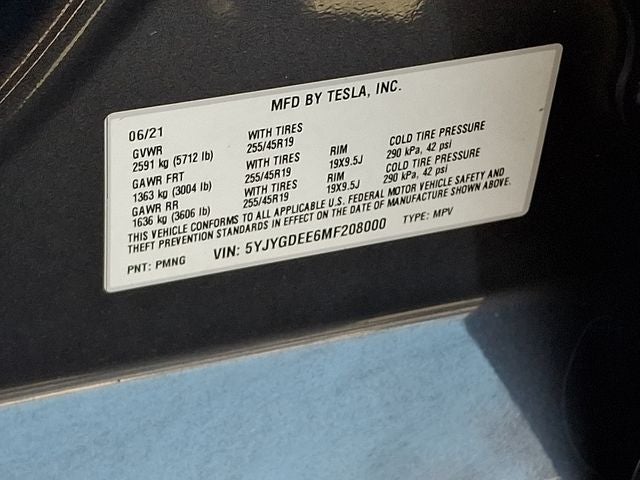 MFD BY TESLA, INC.
06/21
GVWR WITH TIRES RIM COLD TIRE PRESSURE
2591 kg (5712 lb) 255/45R19 19X9.5J 290 kPa, 42 psi
GAWR FRT WITH TIRES RIM COLD TIRE PRESSURE
1363 kg (3004 lb) 255/45R19 19X9.5J 290 kPa, 42 psi
GAWR RR WITH TIRES
1636 kg (3606 lb) 255/45R19
THIS VEHICLE CONFORMS TO ALL APPLICABLE U.S. FEDERAL MOTOR VEHICLE SAFETY AND
THEFT PREVENTION STANDARDS IN EFFECT ON THE DATE OF MANUFACTURE SHOWN ABOVE.
PNT: PMNG VIN: 5YJYGDEE6MF208000 TYPE: MPV